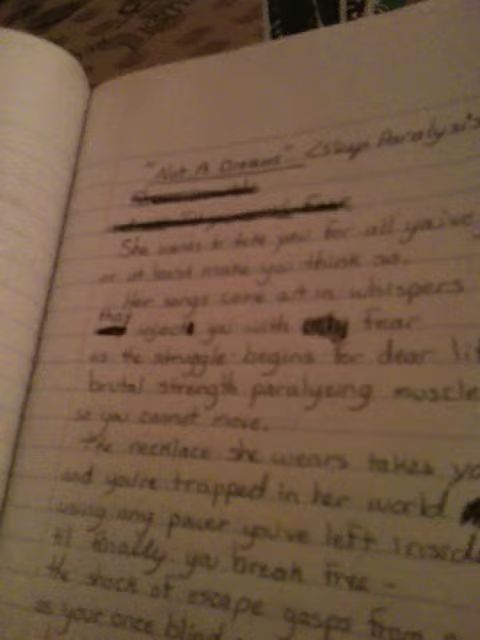 "Not A Dream" (Sleep Paralysis
She wants to take you for all you've
or at least make you think so.
Her songs come out in whispers
that
inject you with only fear
as the struggle begins for dear
brutal strength paralyzing muscle
so you cannot move.
The necklace she wears takes
and you're trapped in her world
using any power you've left
til finally you break free -
the shock of escape gasps from
as your once blind